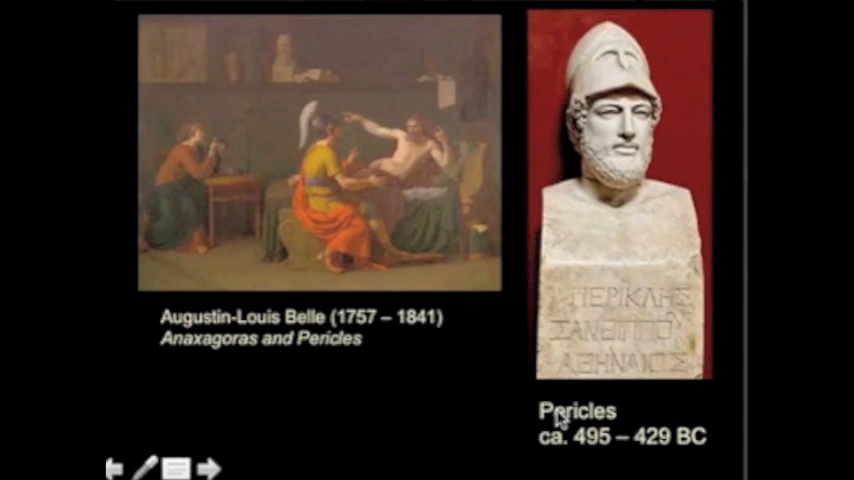 Augustin-Louis Belle (1757 – 1841)
Anaxagoras and Pericles
ΠΕΡΙΚΛΗΣ
ΞΑΝΘΙΠΠΟΥ
ΑΘΗΝΑΙΟΣ
Pericles
ca. 495 – 429 BC